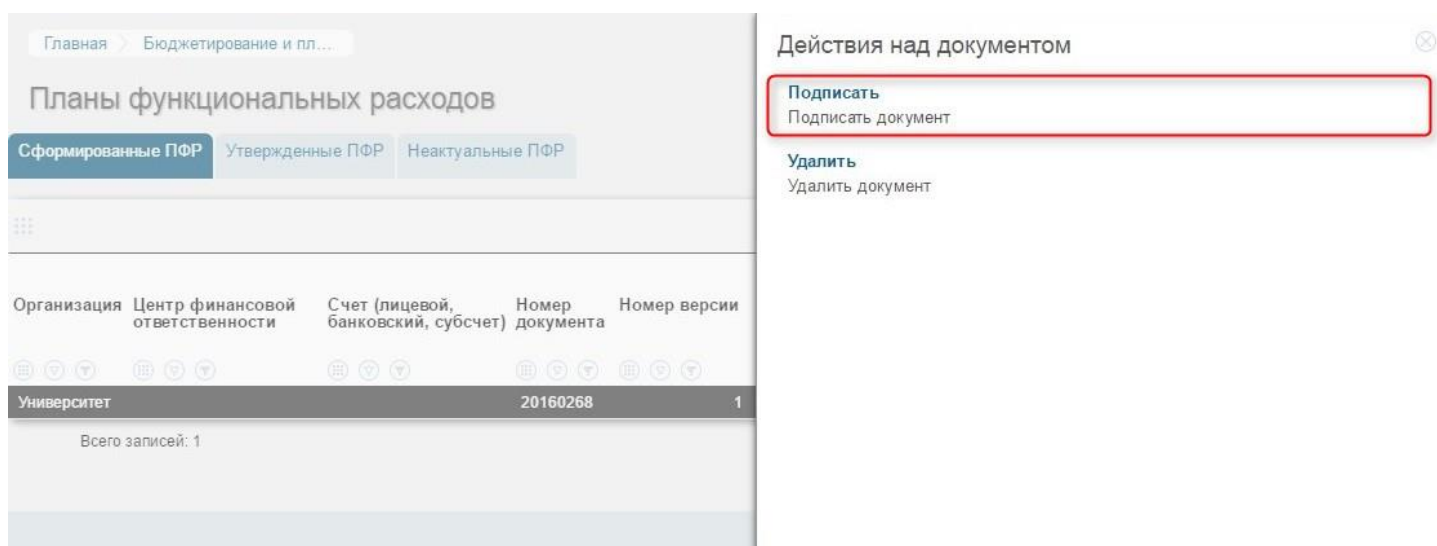 Главная Бюджетирование и пл...
Планы функциональных расходов
Сформированные ПФР Утвержденные ПФР Неактуальные ПФР
Организация Центр финансовой ответственности Счет (лицевой, банковский, субсчет) Номер документа Номер версии
Университет 20160268 1
Всего записей: 1
Действия над документом
Подписать
Подписать документ
Удалить
Удалить документ